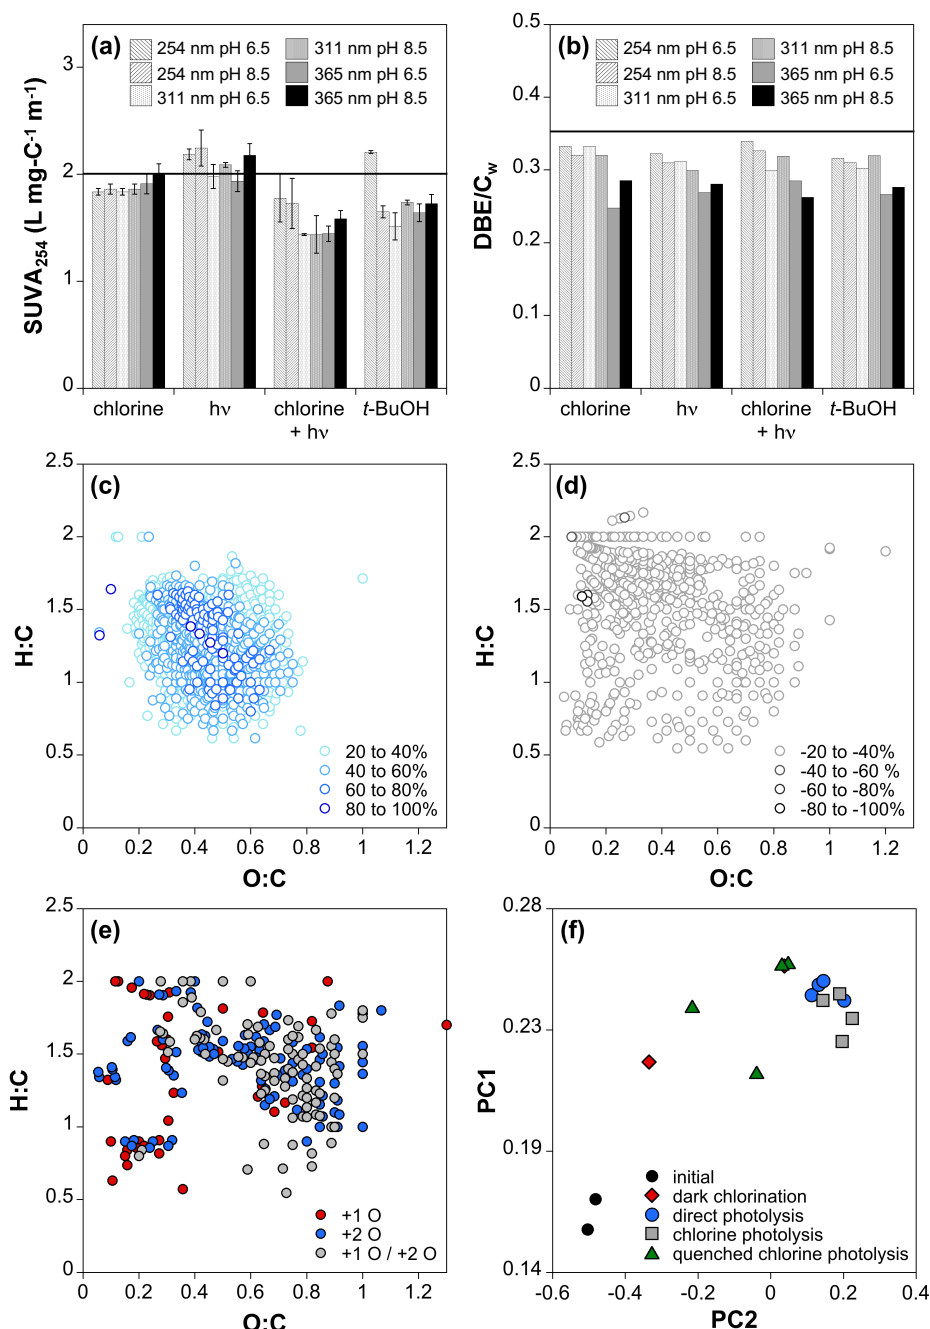 (a)
254 nm pH 6.5
311 nm pH 8.5
254 nm pH 8.5
365 nm pH 6.5
311 nm pH 6.5
365 nm pH 8.5
3
2
1
0
SUVA254 (L mg-C-1 m-1)
chlorine
hν
chlorine + hν
t-BuOH
(b)
254 nm pH 6.5
311 nm pH 8.5
254 nm pH 8.5
365 nm pH 6.5
311 nm pH 6.5
365 nm pH 8.5
0.5
0.4
0.3
0.2
0.1
0
DBE/Cw
chlorine
hν
chlorine + hν
t-BuOH
(c)
2.5
2
1.5
1
0.5
0
H:C
20 to 40%
40 to 60%
60 to 80%
80 to 100%
0 0.2 0.4 0.6 0.8 1 1.2
O:C
(d)
2.5
2
1.5
1
0.5
0
H:C
-20 to -40%
-40 to -60 %
-60 to -80%
-80 to -100%
0 0.2 0.4 0.6 0.8 1 1.2
O:C
(e)
2.5
2
1.5
1
0.5
0
H:C
+1 O
+2 O
+1 O / +2 O
0 0.2 0.4 0.6 0.8 1 1.2
O:C
(f)
0.28
0.23
0.19
0.14
PC1
initial
dark chlorination
direct photolysis
chlorine photolysis
quenched chlorine photolysis
-0.6 -0.4 -0.2 0 0.2 0.4
PC2